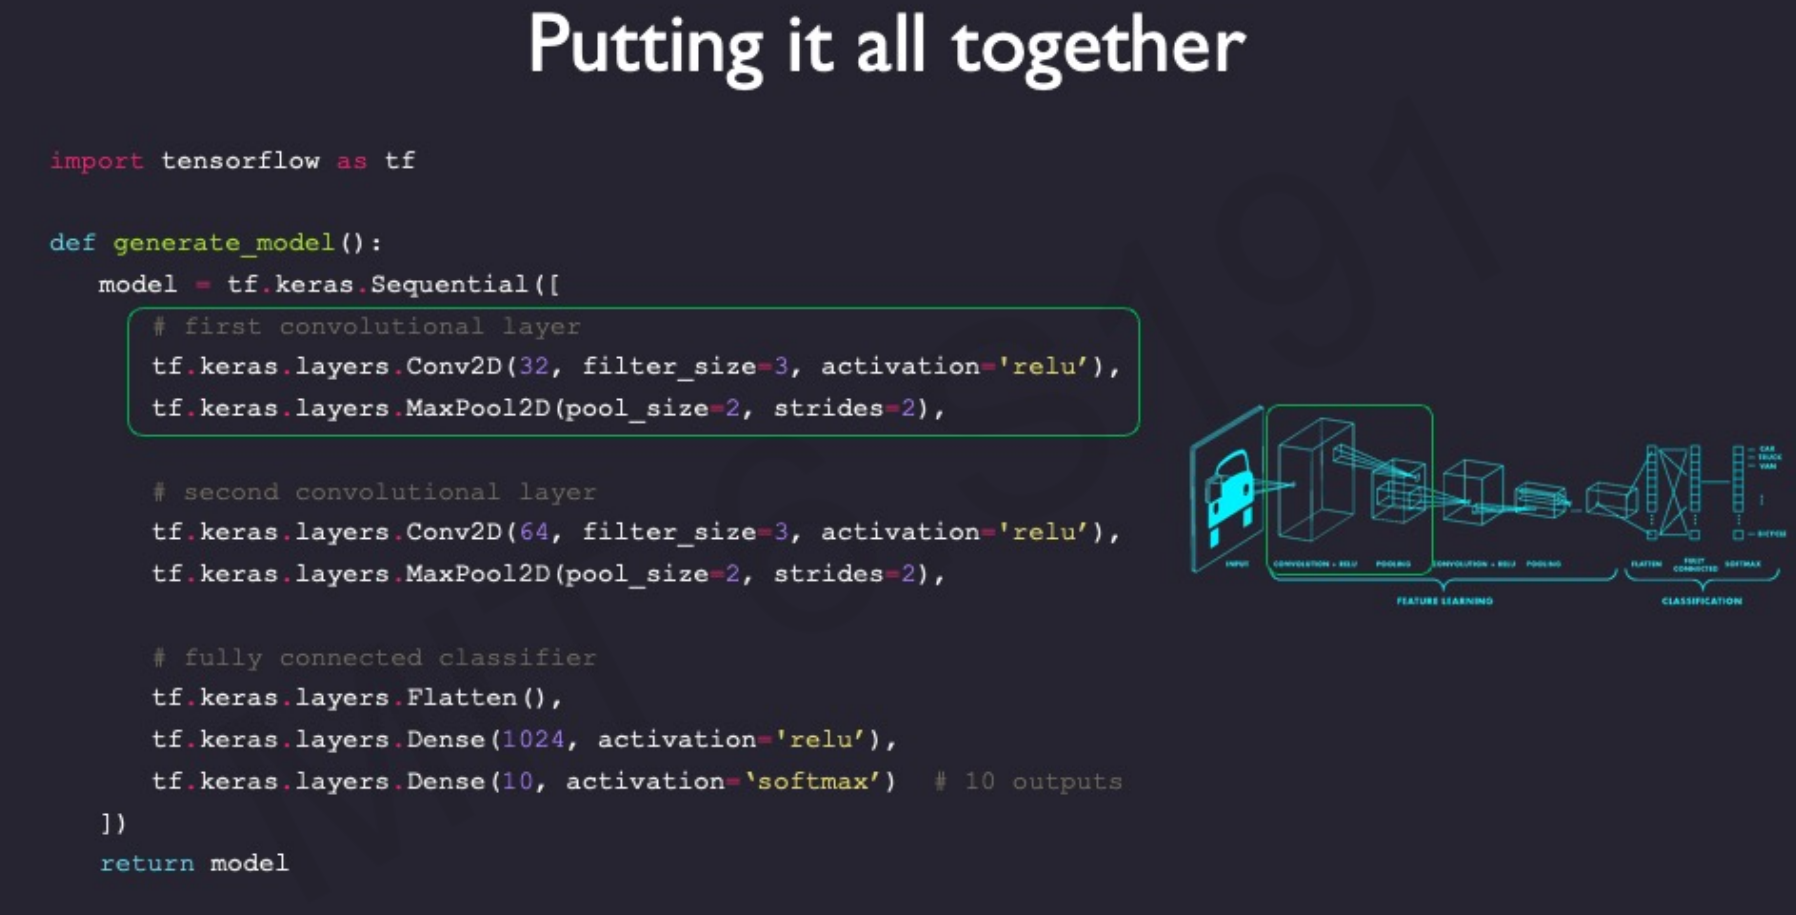 Putting it all together
import tensorflow as tf
def generate_model():
model = tf.keras.Sequential([
# first convolutional layer
tf.keras.layers.Conv2D(32, filter_size=3, activation='relu’),
tf.keras.layers.MaxPool2D(pool_size=2, strides=2),
# second convolutional layer
tf.keras.layers.Conv2D(64, filter_size=3, activation='relu’),
tf.keras.layers.MaxPool2D(pool_size=2, strides=2),
# fully connected classifier
tf.keras.layers.Flatten(),
tf.keras.layers.Dense(1024, activation='relu’),
tf.keras.layers.Dense(10, activation=‘softmax’) # 10 outputs
])
return model
CAR
TRUCK
VAN
BICYCLE
INPUT CONVOLUTION + RELU POOLING CONVOLUTION + RELU POOLING FLATTEN FULLY CONNECTED SOFTMAX
FEATURE LEARNING CLASSIFICATION